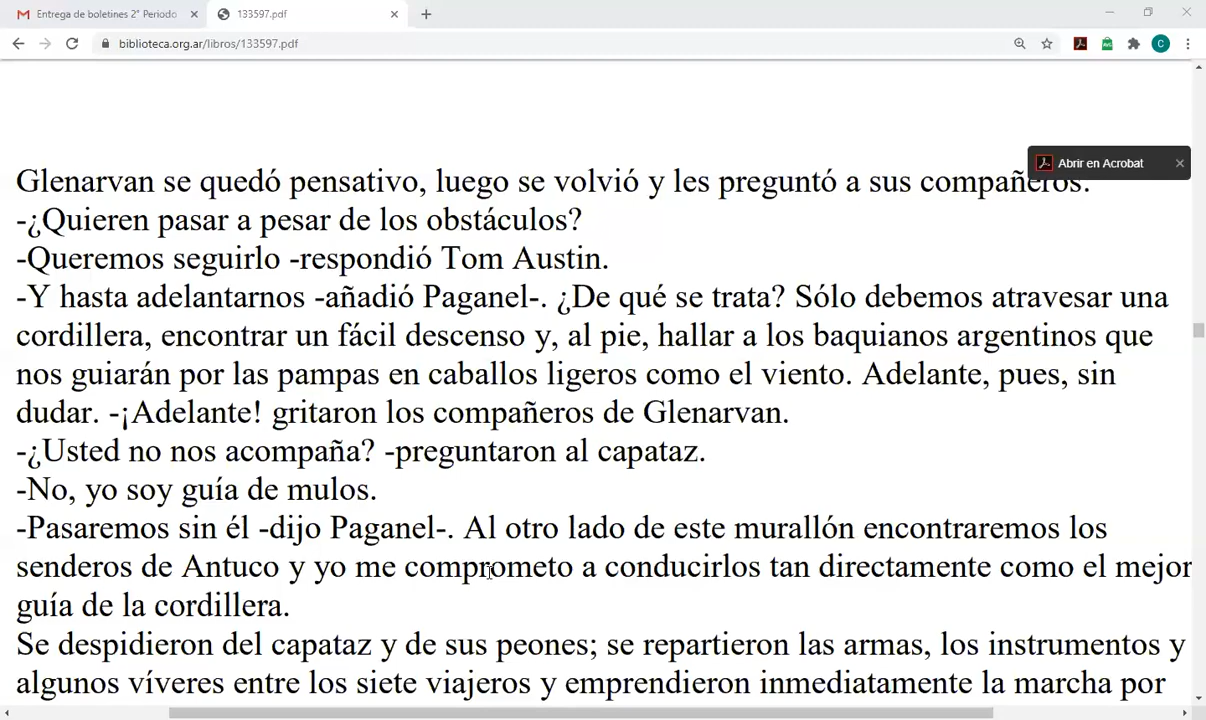 Entrega de boletines 2° Periodo
133597.pdf
biblioteca.org.ar/libros/133597.pdf
C
Abrir en Acrobat
Glenarvan se quedó pensativo, luego se volvió y les preguntó a sus compañeros:
-¿Quieren pasar a pesar de los obstáculos?
-Queremos seguirlo -respondió Tom Austin.
-Y hasta adelantarnos -añadió Paganel-. ¿De qué se trata? Sólo debemos atravesar una
cordillera, encontrar un fácil descenso y, al pie, hallar a los baquianos argentinos que
nos guiarán por las pampas en caballos ligeros como el viento. Adelante, pues, sin
dudar. -¡Adelante! gritaron los compañeros de Glenarvan.
-¿Usted no nos acompaña? -preguntaron al capataz.
-No, yo soy guía de mulos.
-Pasaremos sin él -dijo Paganel-. Al otro lado de este murallón encontraremos los
senderos de Antuco y yo me comprometo a conducirlos tan directamente como el mejor
guía de la cordillera.
Se despidieron del capataz y de sus peones; se repartieron las armas, los instrumentos y
algunos víveres entre los siete viajeros y emprendieron inmediatamente la marcha por